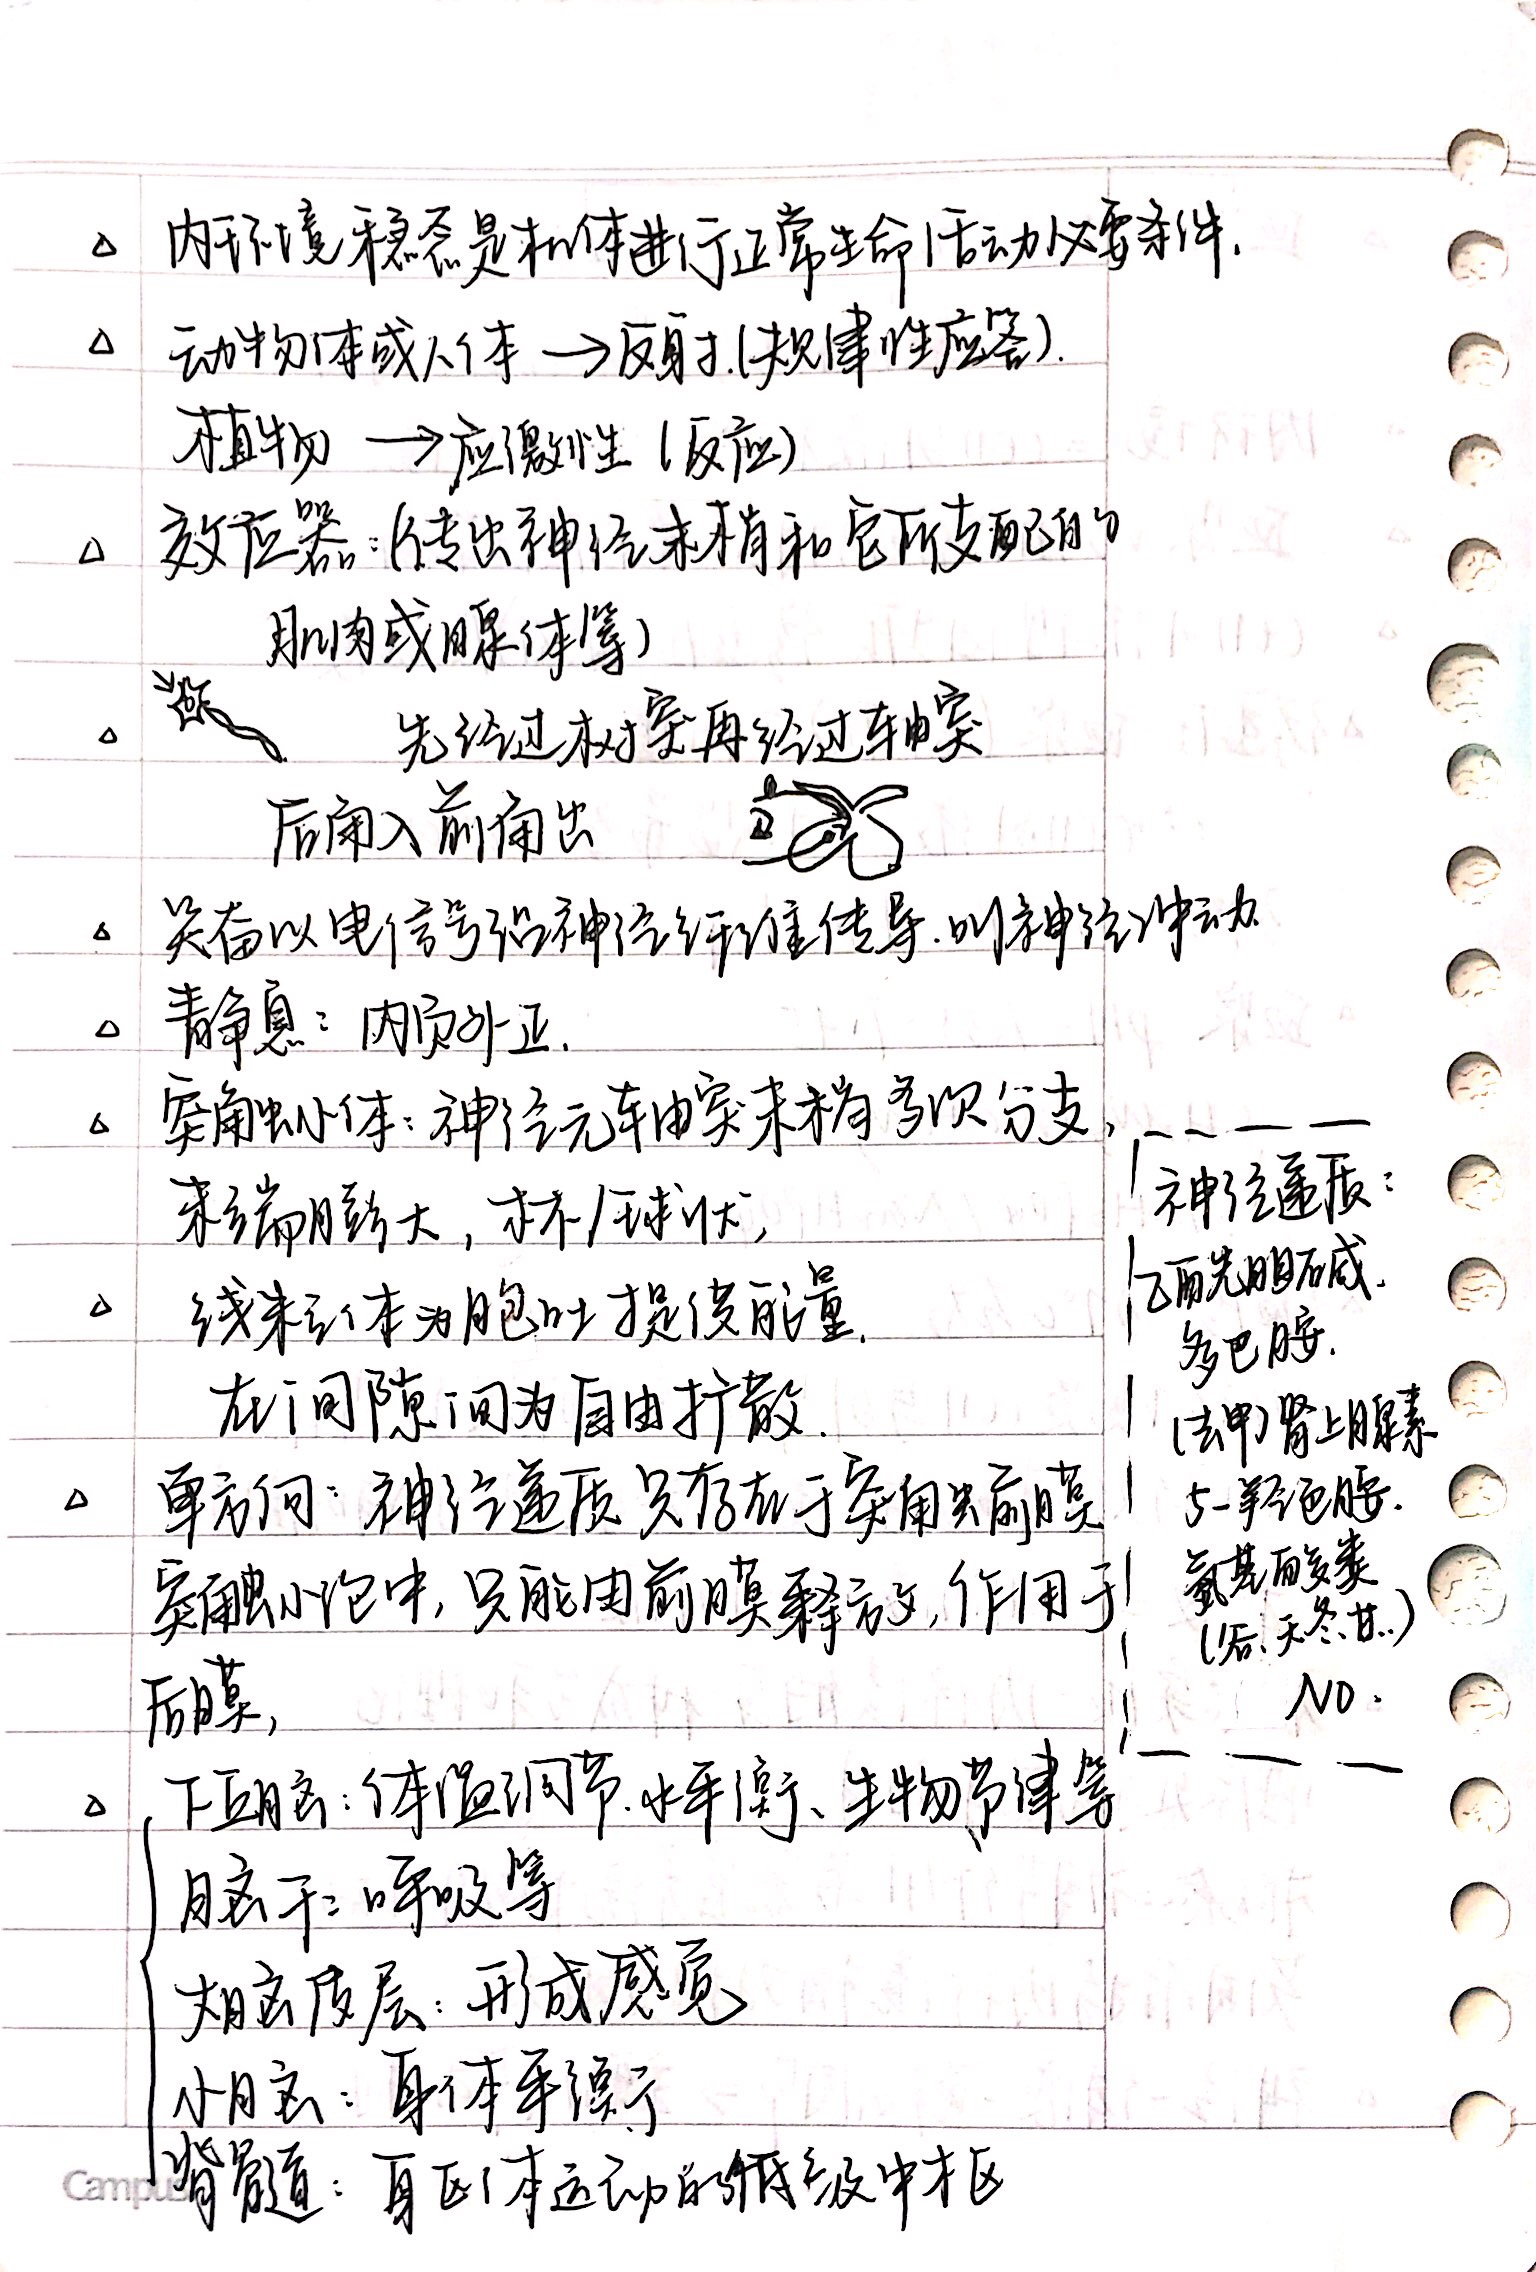 △ 内环境稳态是机体进行正常生命活动必要条件.
△ 动物体或人体 →反射.(规律性应答).
植物 →应激性(反应)
△ 效应器:(传出神经末梢和它所支配的
肌肉或腺体等)
△ 先经过树突再经过轴突
后角入前角出
△ 兴奋以电信号沿神经纤维传导.叫神经冲动.
△ 静息:内负外正.
△ 突触小体:神经元轴突末梢多次分支,
末端膨大,杯/球状,
△ 线粒体为胞吐提供能量.
在间隙间为自由扩散.
△ 单方向:神经递质只存在于突触前膜
突触小泡中,只能由前膜释放,作用于
后膜,
△ 下丘脑:体温调节.水平衡、生物节律等
脑干:呼吸等
大脑皮层:形成感觉
小脑:身体平衡
脊髓:身区体运动的低级中枢
神经递质:
乙酰胆碱.
多巴胺.
(去甲)肾上腺素
5-羟色胺.
氨基酸类
(谷、天冬、甘..)
NO.
Campus